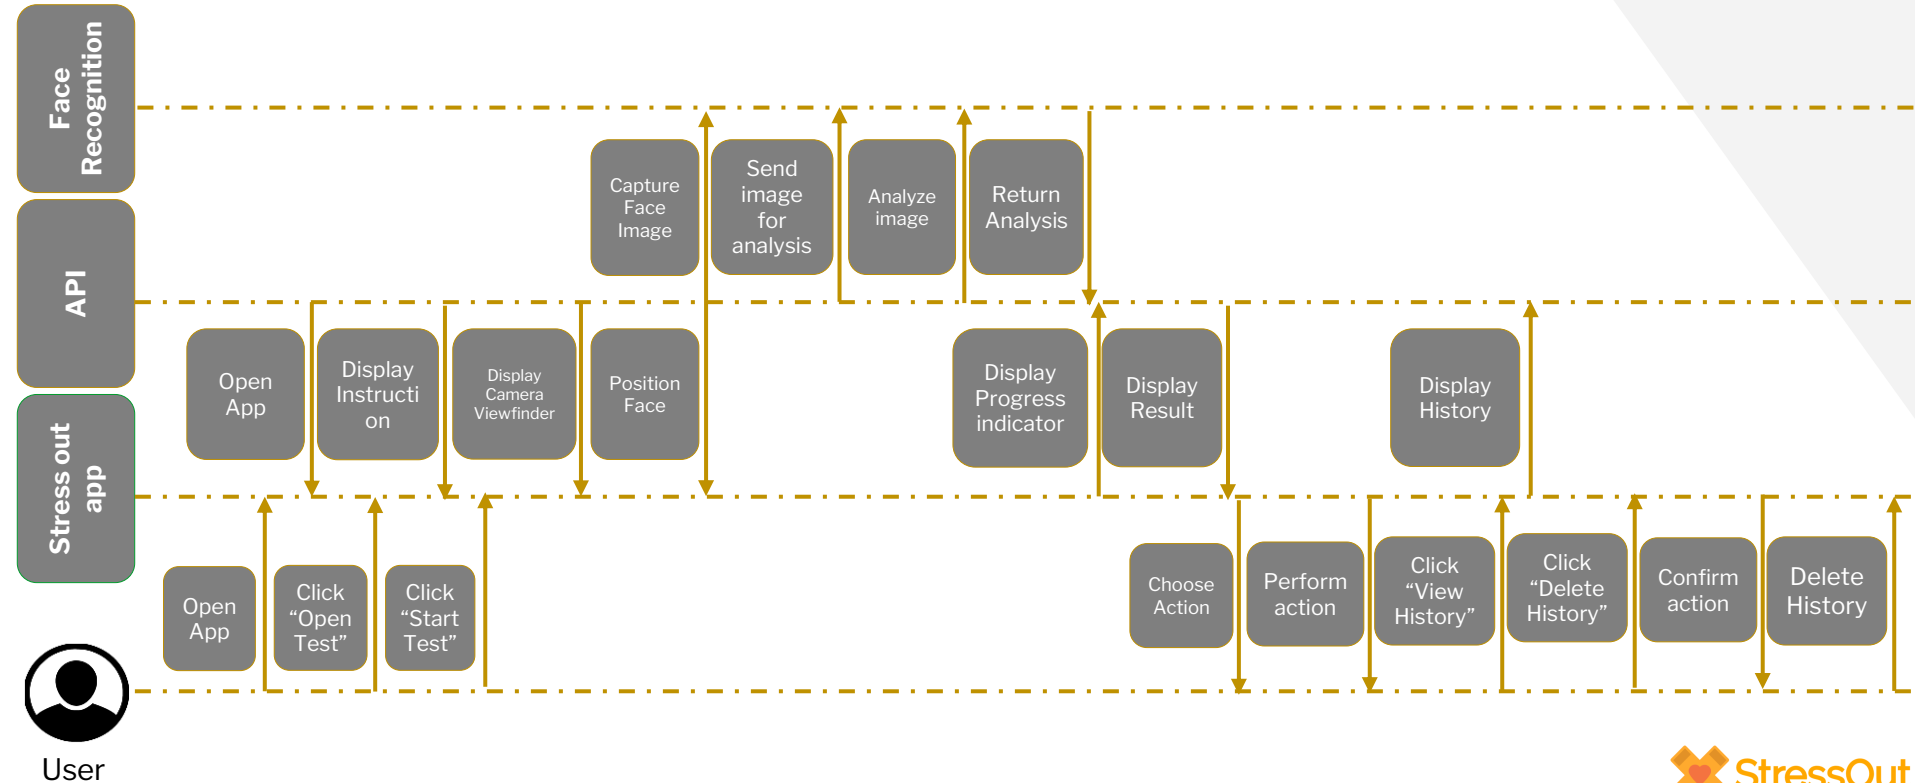 Face
Recognition
API
Stress out
app
User
Capture
Face
Image
Send
image
for
analysis
Analyze
image
Return
Analysis
Open
App
Display
Instructi
on
Display
Camera
Viewfinder
Position
Face
Display
Progress
indicator
Display
Result
Display
History
Open
App
Click
“Open
Test”
Click
“Start
Test”
Choose
Action
Perform
action
Click
“View
History”
Click
“Delete
History”
Confirm
action
Delete
History
StressOut